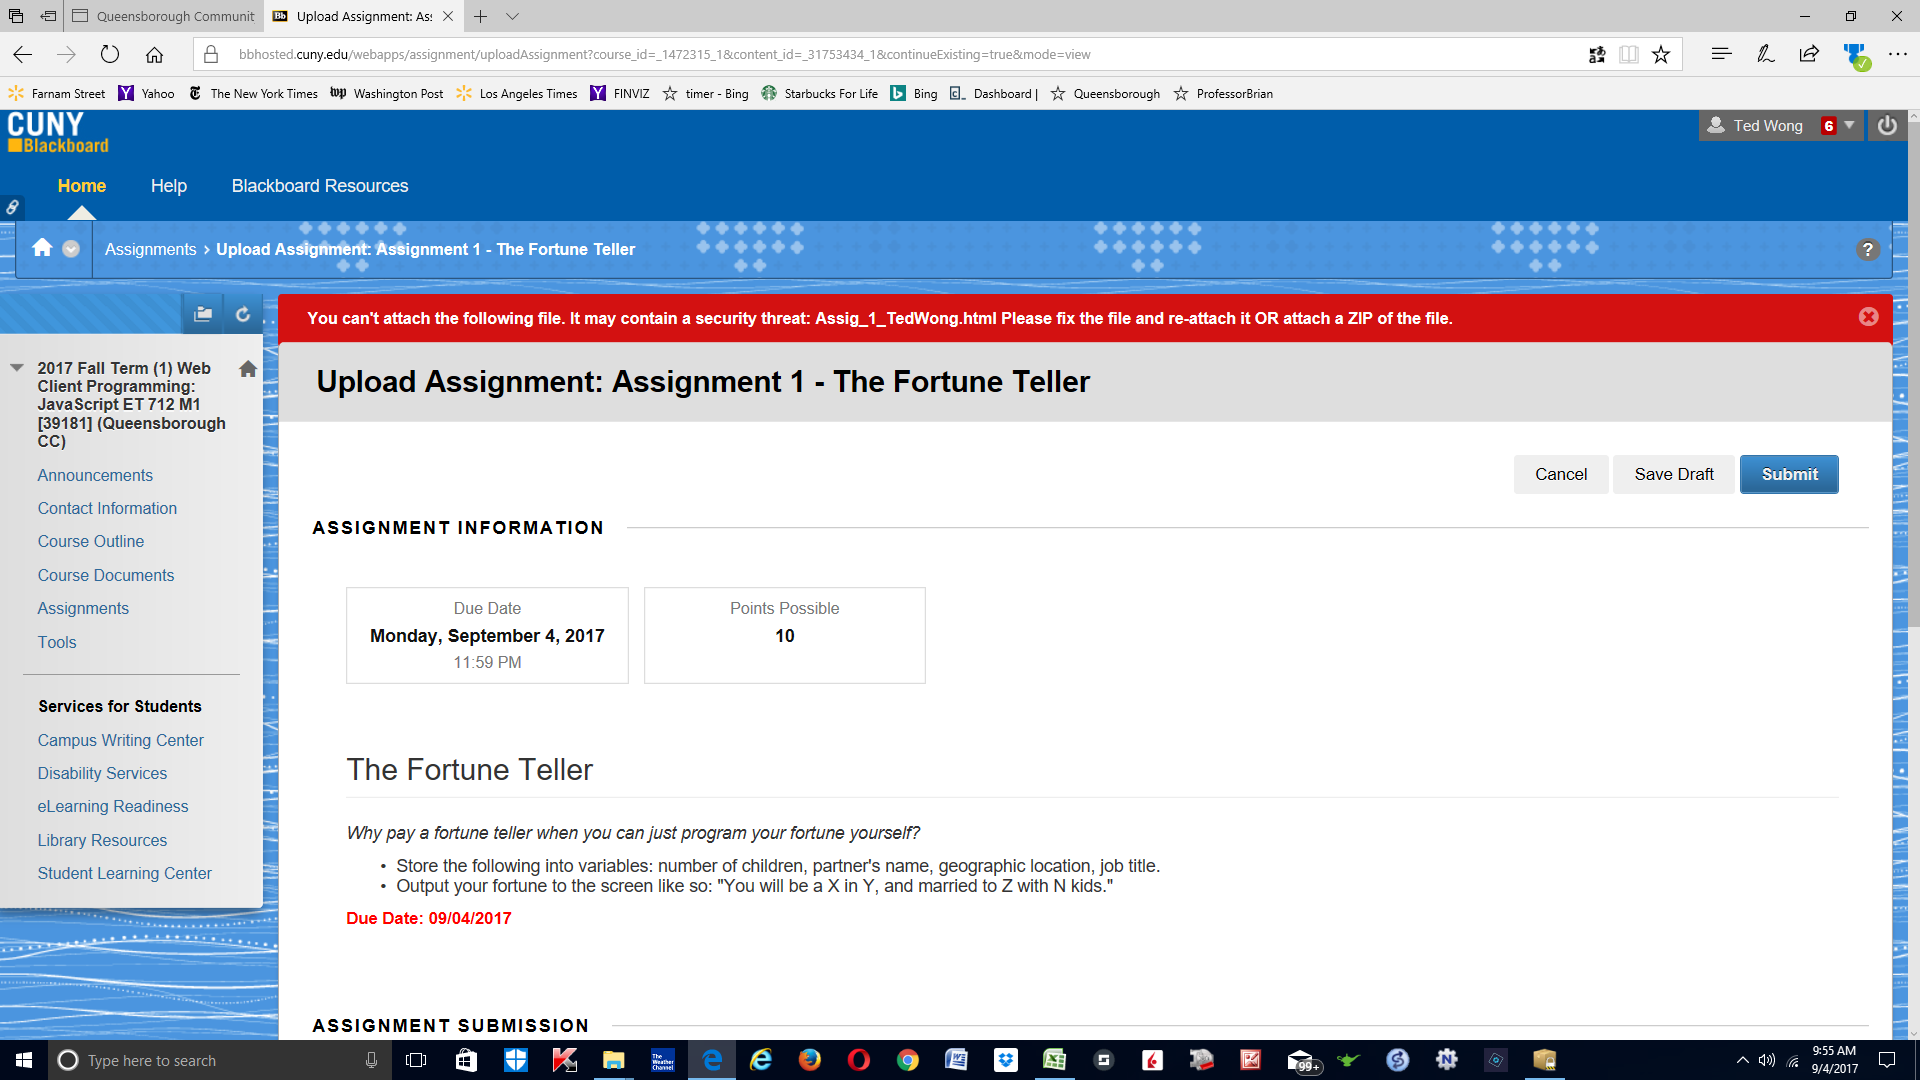 Queensborough Communit
Bb Upload Assignment: Ass
bbhosted.cuny.edu/webapps/assignment/uploadAssignment?course_id=_1472315_1&content_id=_31753434_1&continueExisting=true&mode=view
Farnam Street Yahoo The New York Times wp Washington Post Los Angeles Times FINVIZ timer - Bing Starbucks For Life Bing Dashboard | Queensborough ProfessorBrian
CUNY
Blackboard
Ted Wong 6
Home Help Blackboard Resources
Assignments > Upload Assignment: Assignment 1 - The Fortune Teller
?
You can't attach the following file. It may contain a security threat: Assig_1_TedWong.html Please fix the file and re-attach it OR attach a ZIP of the file.
2017 Fall Term (1) Web
Client Programming:
JavaScript ET 712 M1
[39181] (Queensborough
CC)
Announcements
Contact Information
Course Outline
Course Documents
Assignments
Tools
Services for Students
Campus Writing Center
Disability Services
eLearning Readiness
Library Resources
Student Learning Center
Upload Assignment: Assignment 1 - The Fortune Teller
Cancel Save Draft Submit
ASSIGNMENT INFORMATION
Due Date
Monday, September 4, 2017
11:59 PM
Points Possible
10
The Fortune Teller
Why pay a fortune teller when you can just program your fortune yourself?
• Store the following into variables: number of children, partner's name, geographic location, job title.
• Output your fortune to the screen like so: "You will be a X in Y, and married to Z with N kids."
Due Date: 09/04/2017
ASSIGNMENT SUBMISSION
Type here to search
The
Weather
Channel
99+
9:55 AM
9/4/2017